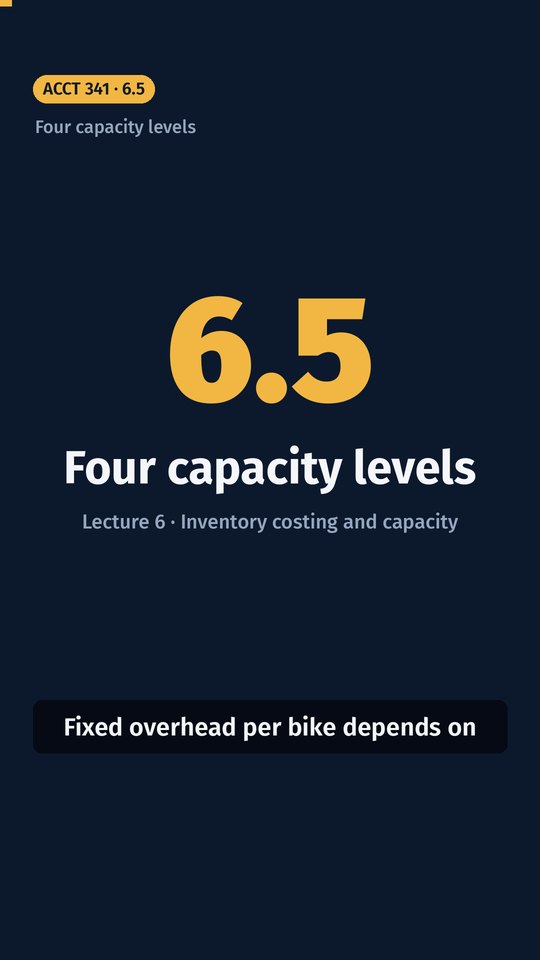 ACCT 341 · 6.5
Four capacity levels
6.5
Four capacity levels
Lecture 6 · Inventory costing and capacity
Fixed overhead per bike depends on